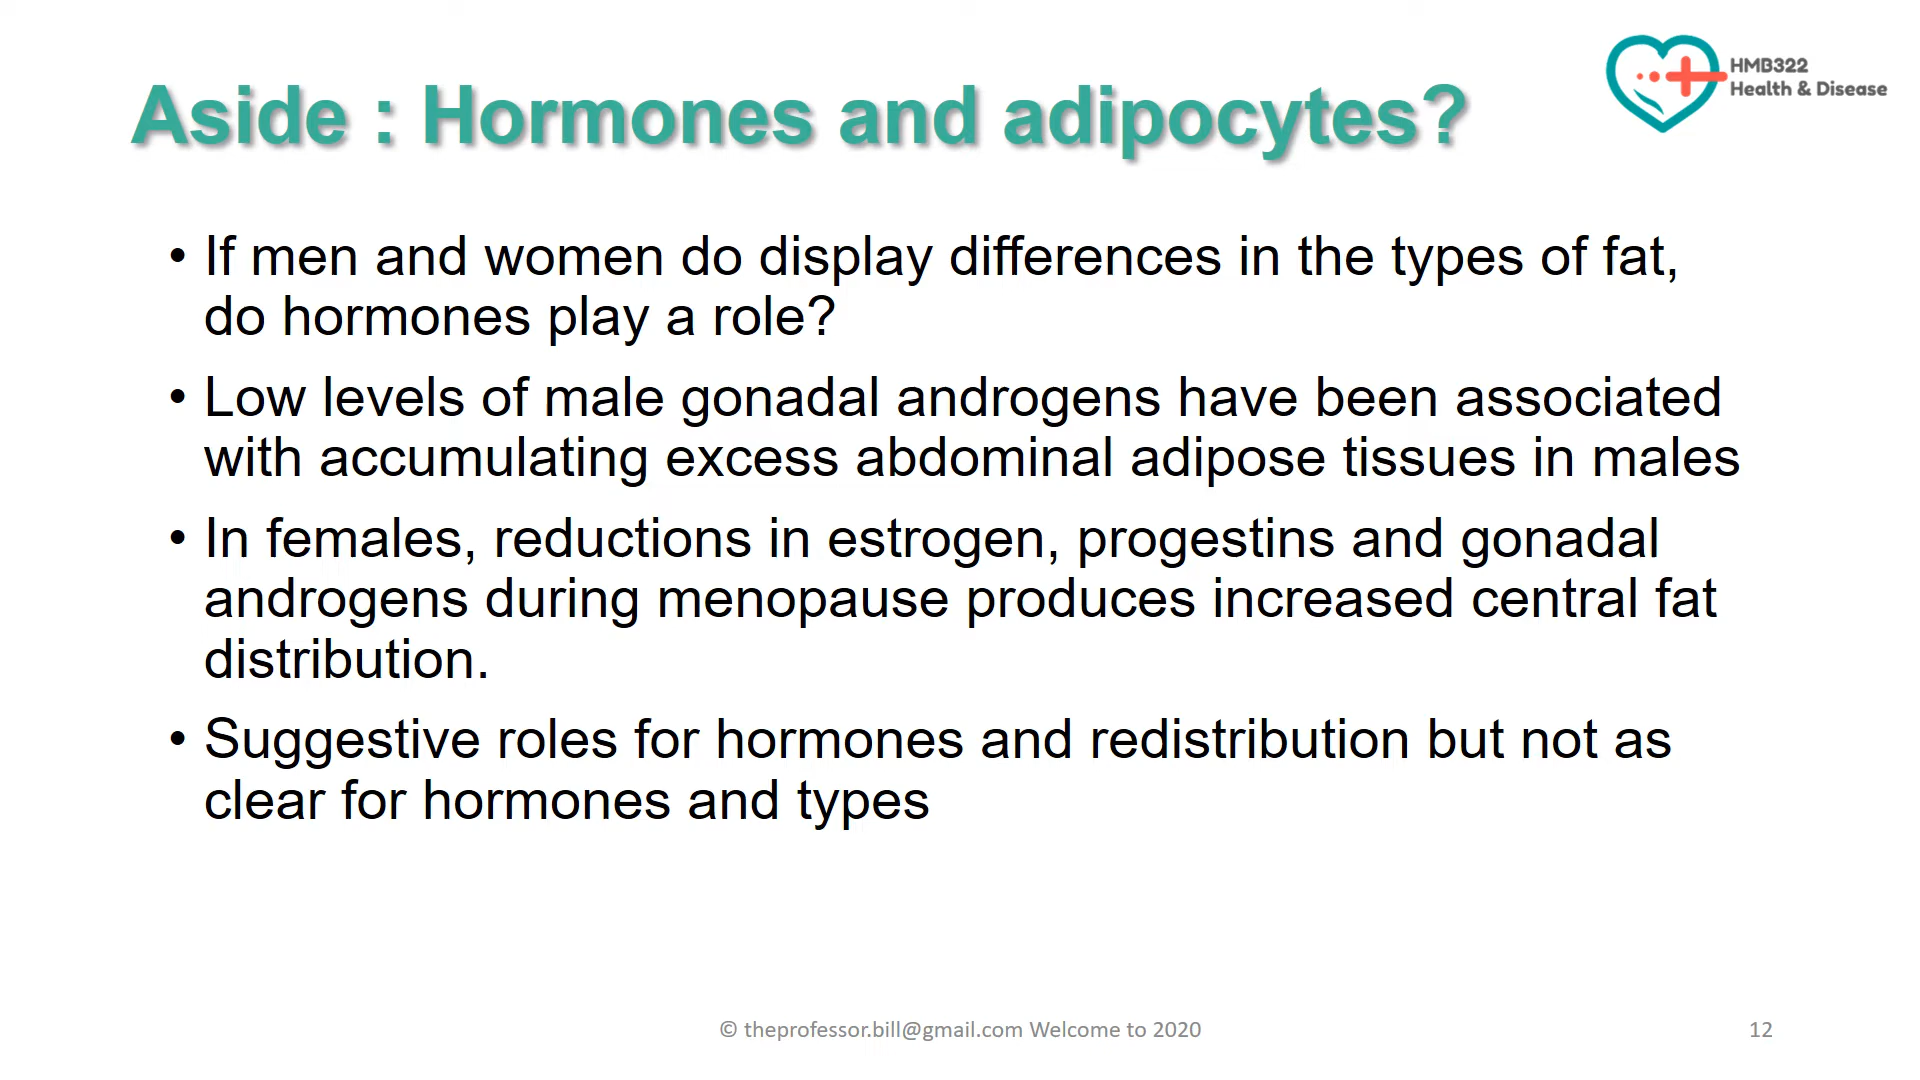 HMB322
Health & Disease
Aside : Hormones and adipocytes?
• If men and women do display differences in the types of fat,
do hormones play a role?
• Low levels of male gonadal androgens have been associated
with accumulating excess abdominal adipose tissues in males
• In females, reductions in estrogen, progestins and gonadal
androgens during menopause produces increased central fat
distribution.
• Suggestive roles for hormones and redistribution but not as
clear for hormones and types
© theprofessor.bill@gmail.com Welcome to 2020
12